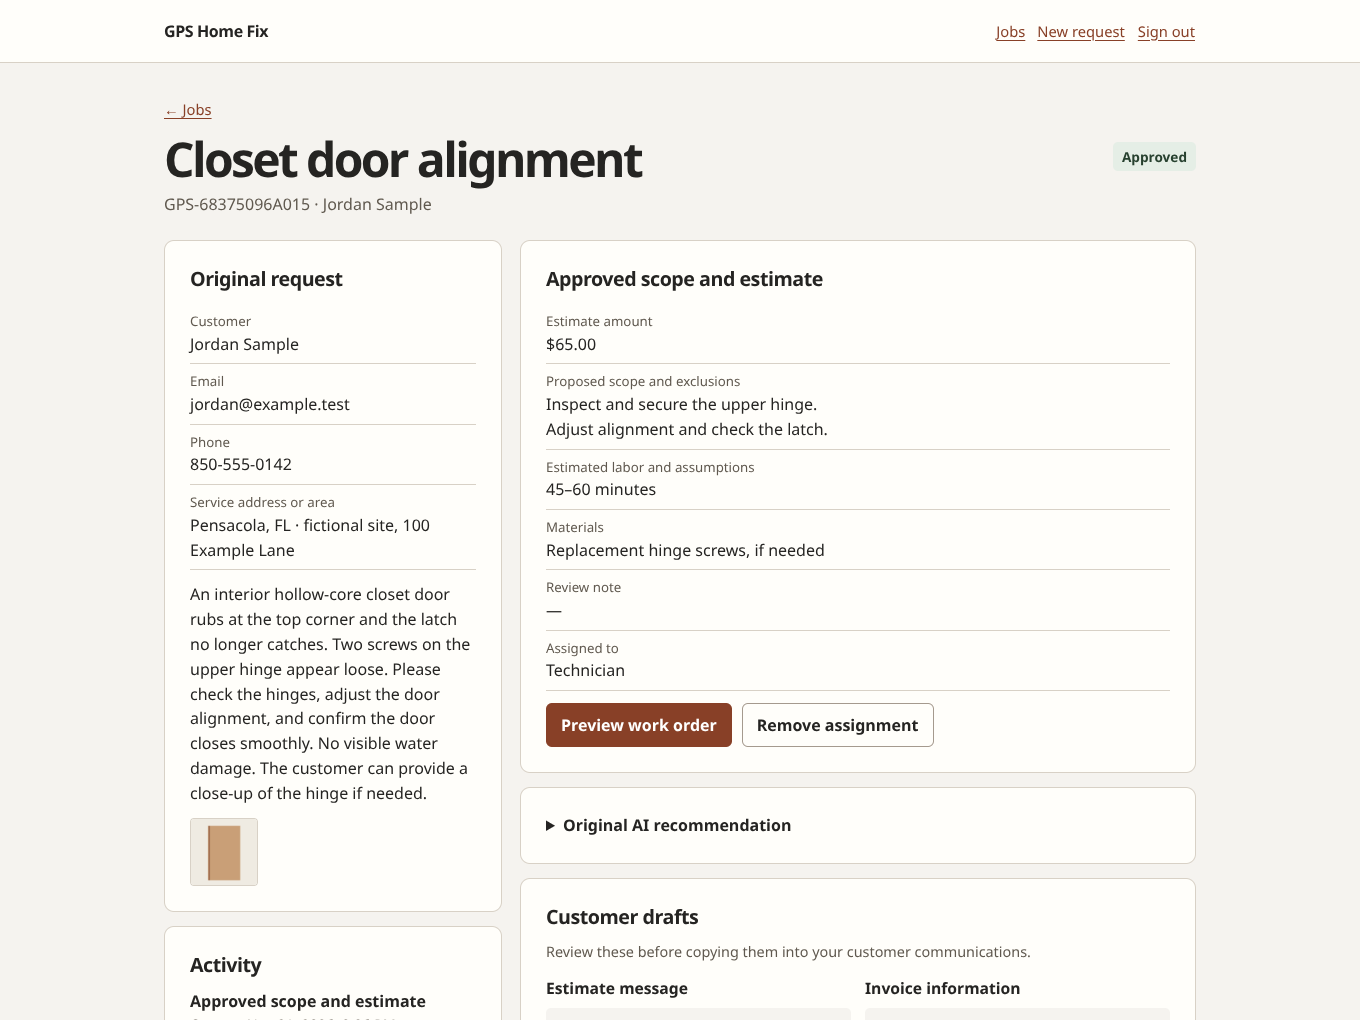 GPS Home Fix
Jobs New request Sign out
← Jobs
Closet door alignment
Approved
GPS-68375096A015 · Jordan Sample
Original request
Customer
Jordan Sample
Email
jordan@example.test
Phone
850-555-0142
Service address or area
Pensacola, FL · fictional site, 100
Example Lane
An interior hollow-core closet door
rubs at the top corner and the latch
no longer catches. Two screws on the
upper hinge appear loose. Please
check the hinges, adjust the door
alignment, and confirm the door
closes smoothly. No visible water
damage. The customer can provide a
close-up of the hinge if needed.
Activity
Approved scope and estimate
Approved scope and estimate
Estimate amount
$65.00
Proposed scope and exclusions
Inspect and secure the upper hinge.
Adjust alignment and check the latch.
Estimated labor and assumptions
45–60 minutes
Materials
Replacement hinge screws, if needed
Review note
—
Assigned to
Technician
Preview work order
Remove assignment
Original AI recommendation
Customer drafts
Review these before copying them into your customer communications.
Estimate message
Invoice information